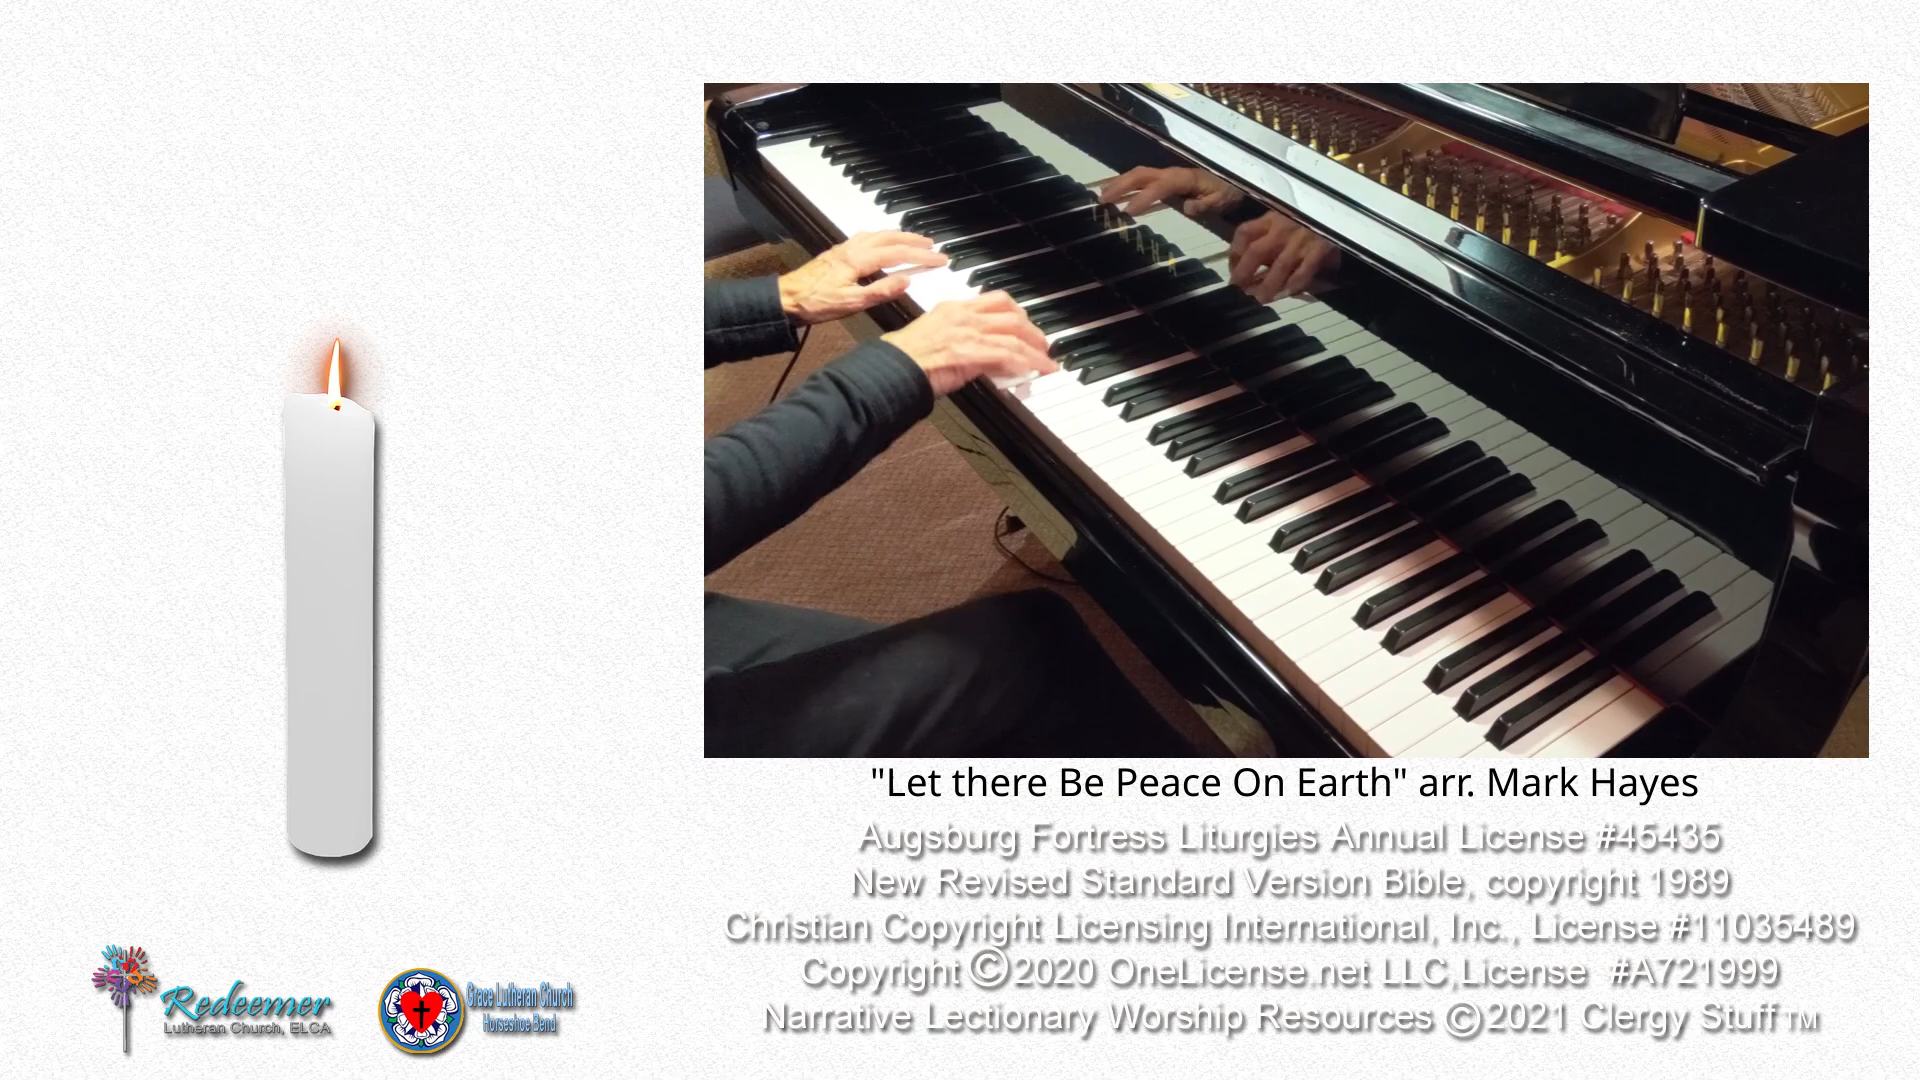 "Let there Be Peace On Earth" arr. Mark Hayes
Augsburg Fortress Liturgies Annual License #45435
New Revised Standard Version Bible, copyright 1989
Christian Copyright Licensing International, Inc., License #11035489
Copyright ©2020 OneLicense.net LLC,License #A721999
Narrative Lectionary Worship Resources ©2021 Clergy Stuff TM
Redeemer
Lutheran Church, ELCA
Grace Lutheran Church
Horseshoe Bend